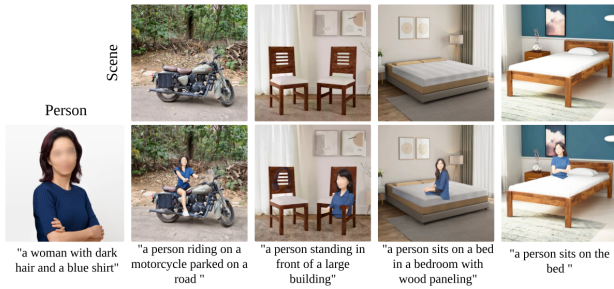 Scene
Person
"a woman with dark
hair and a blue shirt"
"a person riding on a
motorcycle parked on a
road "
"a person standing in
front of a large
building"
"a person sits on a bed
in a bedroom with
wood paneling"
"a person sits on the
bed "